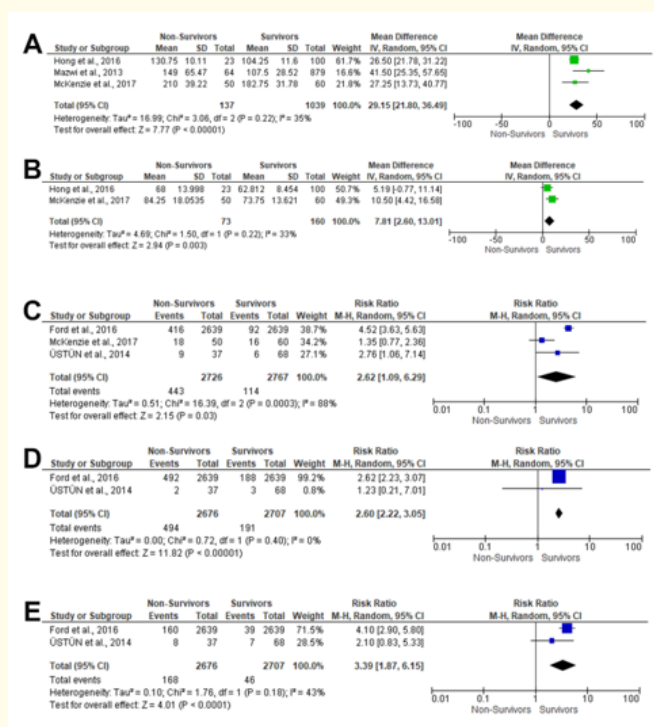 A
Non-Survivors Survivors Mean Difference Mean Difference
Study or Subgroup Mean SD Total Mean SD Total Weight IV, Random, 95% CI IV, Random, 95% CI
Hong et al., 2016 130.75 10.11 23 104.25 11.6 100 61.7% 26.50 [21.78, 31.22]
Mazwi et al., 2013 149 65.47 64 107.5 28.52 879 16.6% 41.50 [25.35, 57.65]
McKenzie et al., 2017 210 39.22 50 182.75 31.78 60 21.7% 27.25 [13.73, 40.77]
Total (95% CI) 137 1039 100.0% 29.15 [21.80, 36.49]
Heterogeneity: Tau² = 16.99; Chi² = 3.06, df = 2 (P = 0.22); I² = 35%
Test for overall effect: Z = 7.77 (P < 0.00001)
-100 -50 0 50 100
Non-Survivors Survivors
B
Non-Survivors Survivors Mean Difference Mean Difference
Study or Subgroup Mean SD Total Mean SD Total Weight IV, Random, 95% CI IV, Random, 95% CI
Hong et al., 2016 68 13.998 23 62.812 8.454 100 50.7% 5.19 [-0.77, 11.14]
McKenzie et al., 2017 84.25 18.0535 50 73.75 13.621 60 49.3% 10.50 [4.42, 16.58]
Total (95% CI) 73 160 100.0% 7.81 [2.60, 13.01]
Heterogeneity: Tau² = 4.69; Chi² = 1.50, df = 1 (P = 0.22); I² = 33%
Test for overall effect: Z = 2.94 (P = 0.003)
-100 -50 0 50 100
Non-Survivors Survivors
C
Non-Survivors Survivors Risk Ratio Risk Ratio
Study or Subgroup Events Total Events Total Weight M-H, Random, 95% CI M-H, Random, 95% CI
Ford et al., 2016 416 2639 92 2639 38.7% 4.52 [3.63, 5.63]
McKenzie et al., 2017 18 50 16 60 34.2% 1.35 [0.77, 2.36]
ÜSTÜN et al., 2014 9 37 6 68 27.1% 2.76 [1.06, 7.14]
Total (95% CI) 2726 2767 100.0% 2.62 [1.09, 6.29]
Total events 443 114
Heterogeneity: Tau² = 0.51; Chi² = 16.39, df = 2 (P = 0.0003); I² = 88%
Test for overall effect: Z = 2.15 (P = 0.03)
0.01 0.1 1 10 100
Non-Survivors Survivors
D
Non-Survivors Survivors Risk Ratio Risk Ratio
Study or Subgroup Events Total Events Total Weight M-H, Random, 95% CI M-H, Random, 95% CI
Ford et al., 2016 492 2639 188 2639 99.2% 2.62 [2.23, 3.07]
ÜSTÜN et al., 2014 2 37 3 68 0.8% 1.23 [0.21, 7.01]
Total (95% CI) 2676 2707 100.0% 2.60 [2.22, 3.05]
Total events 494 191
Heterogeneity: Tau² = 0.00; Chi² = 0.72, df = 1 (P = 0.40); I² = 0%
Test for overall effect: Z = 11.82 (P < 0.00001)
0.01 0.1 1 10 100
Non-Survivors Survivors
E
Non-Survivors Survivors Risk Ratio Risk Ratio
Study or Subgroup Events Total Events Total Weight M-H, Random, 95% CI M-H, Random, 95% CI
Ford et al., 2016 160 2639 39 2639 71.5% 4.10 [2.90, 5.80]
ÜSTÜN et al., 2014 8 37 7 68 28.5% 2.10 [0.83, 5.33]
Total (95% CI) 2676 2707 100.0% 3.39 [1.87, 6.15]
Total events 168 46
Heterogeneity: Tau² = 0.10; Chi² = 1.76, df = 1 (P = 0.18); I² = 43%
Test for overall effect: Z = 4.01 (P < 0.0001)
0.01 0.1 1 10 100
Non-Survivors Survivors